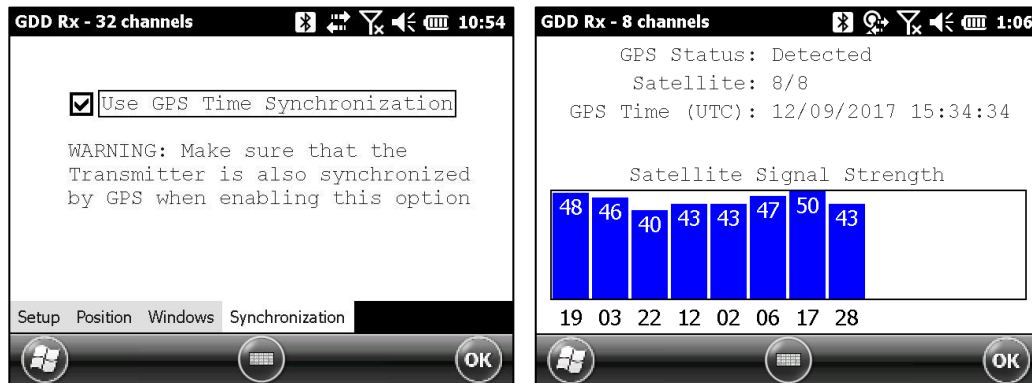 GDD Rx - 32 channels 10:54
Use GPS Time Synchronization
WARNING: Make sure that the
Transmitter is also synchronized
by GPS when enabling this option
Setup Position Windows Synchronization
OK
GDD Rx - 8 channels 1:06
GPS Status: Detected
Satellite: 8/8
GPS Time (UTC): 12/09/2017 15:34:34
Satellite Signal Strength
48 46 40 43 43 47 50 43
19 03 22 12 02 06 17 28
OK